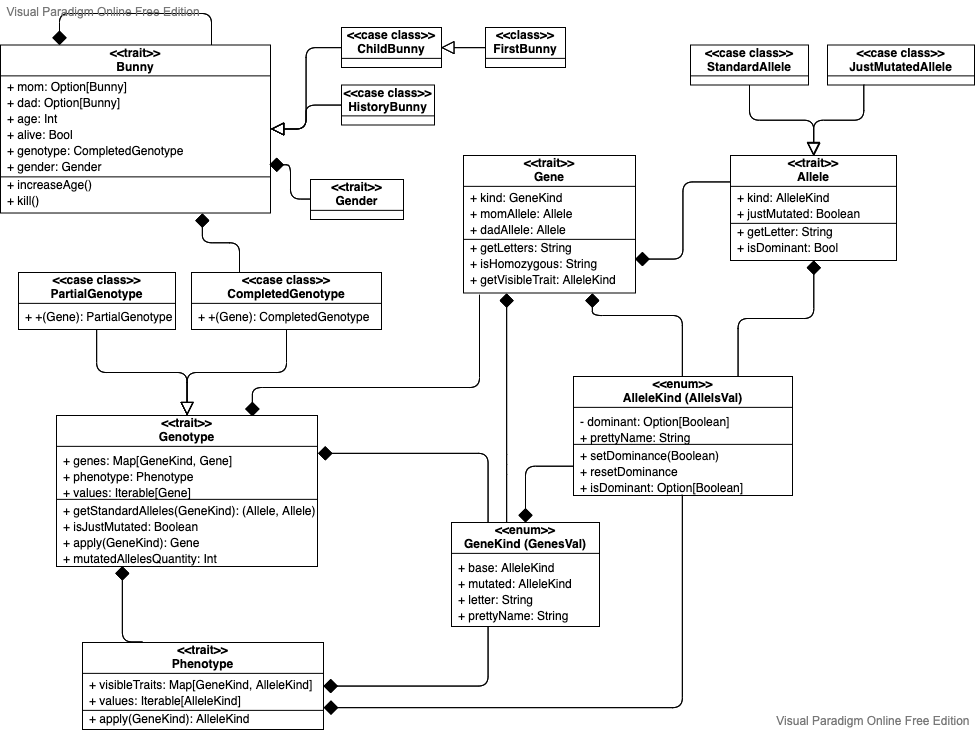 Visual Paradigm Online Free Edition
<<trait>>
Bunny
+ mom: Option[Bunny]
+ dad: Option[Bunny]
+ age: Int
+ alive: Bool
+ genotype: CompletedGenotype
+ gender: Gender
+ increaseAge()
+ kill()
<<case class>>
ChildBunny
<<class>>
FirstBunny
<<case class>>
HistoryBunny
<<trait>>
Gender
<<case class>>
StandardAllele
<<case class>>
JustMutatedAllele
<<trait>>
Gene
+ kind: GeneKind
+ momAllele: Allele
+ dadAllele: Allele
+ getLetters: String
+ isHomozygous: String
+ getVisibleTrait: AlleleKind
<<trait>>
Allele
+ kind: AlleleKind
+ justMutated: Boolean
+ getLetter: String
+ isDominant: Bool
<<case class>>
PartialGenotype
+ +(Gene): PartialGenotype
<<case class>>
CompletedGenotype
+ +(Gene): CompletedGenotype
<<enum>>
AlleleKind (AllelsVal)
- dominant: Option[Boolean]
+ prettyName: String
+ setDominance(Boolean)
+ resetDominance
+ isDominant: Option[Boolean]
<<trait>>
Genotype
+ genes: Map[GeneKind, Gene]
+ phenotype: Phenotype
+ values: Iterable[Gene]
+ getStandardAlleles(GeneKind): (Allele, Allele)
+ isJustMutated: Boolean
+ apply(GeneKind): Gene
+ mutatedAllelesQuantity: Int
<<enum>>
GeneKind (GenesVal)
+ base: AlleleKind
+ mutated: AlleleKind
+ letter: String
+ prettyName: String
<<trait>>
Phenotype
+ visibleTraits: Map[GeneKind, AlleleKind]
+ values: Iterable[AlleleKind]
+ apply(GeneKind): AlleleKind
Visual Paradigm Online Free Edition